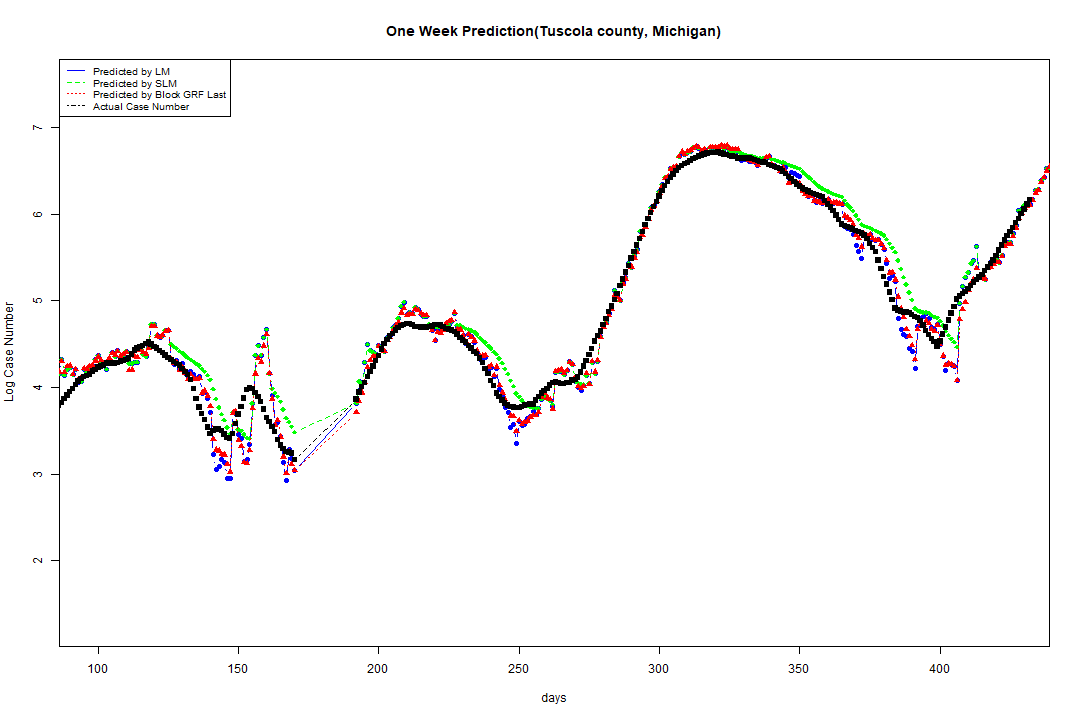 One Week Prediction(Tuscola county, Michigan)
Predicted by LM
Predicted by SLM
Predicted by Block GRF Last
Actual Case Number
7
6
5
4
3
2
Log Case Number
100 150 200 250 300 350 400
days